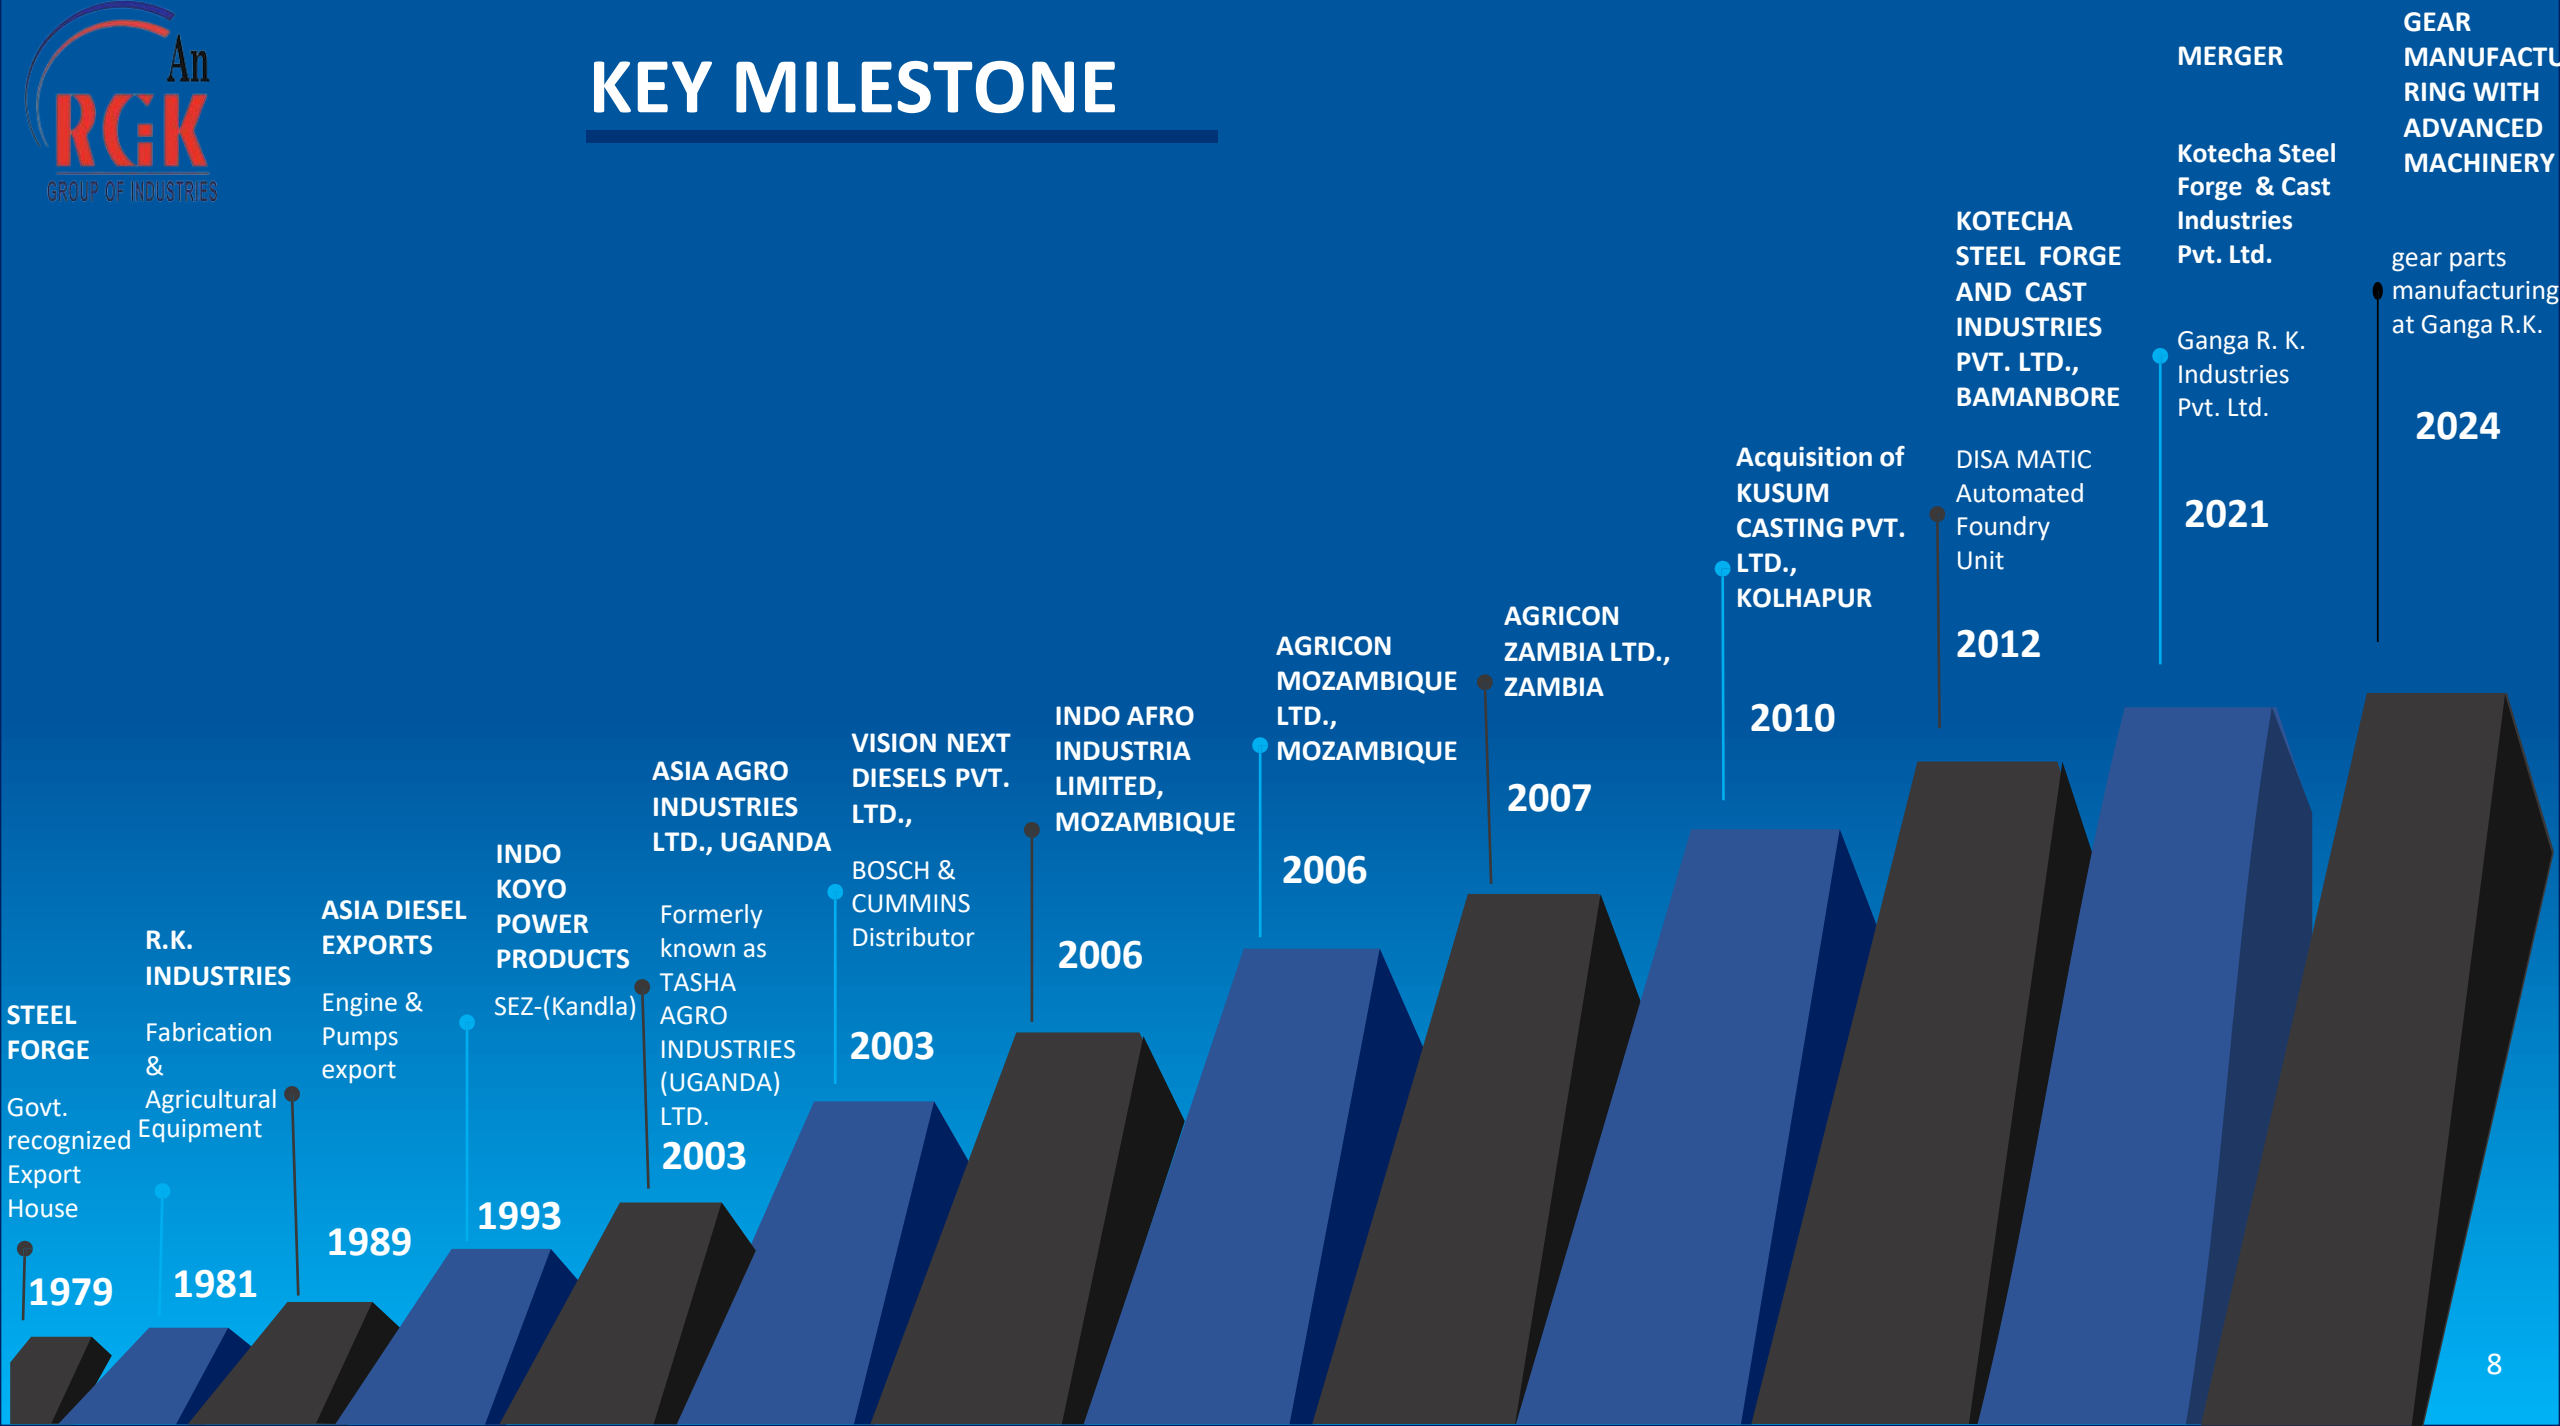 An
RGK
GROUP OF INDUSTRIES
KEY MILESTONE
STEEL
FORGE
Govt.
recognized
Export
House
1979
R.K.
INDUSTRIES
Fabrication
&
Agricultural
Equipment
1981
ASIA DIESEL
EXPORTS
Engine &
Pumps
export
1989
INDO
KOYO
POWER
PRODUCTS
SEZ-(Kandla)
1993
ASIA AGRO
INDUSTRIES
LTD., UGANDA
Formerly
known as
TASHA
AGRO
INDUSTRIES
(UGANDA)
LTD.
2003
VISION NEXT
DIESELS PVT.
LTD.,
BOSCH &
CUMMINS
Distributor
2003
INDO AFRO
INDUSTRIA
LIMITED,
MOZAMBIQUE
2006
AGRICON
MOZAMBIQUE
LTD.,
MOZAMBIQUE
2006
AGRICON
ZAMBIA LTD.,
ZAMBIA
2007
Acquisition of
KUSUM
CASTING PVT.
LTD.,
KOLHAPUR
2010
KOTECHA
STEEL FORGE
AND CAST
INDUSTRIES
PVT. LTD.,
BAMANBORE
DISA MATIC
Automated
Foundry
Unit
2012
MERGER
Kotecha Steel
Forge & Cast
Industries
Pvt. Ltd.
Ganga R. K.
Industries
Pvt. Ltd.
2021
GEAR
MANUFACTU
RING WITH
ADVANCED
MACHINERY
gear parts
manufacturing
at Ganga R.K.
2024
8